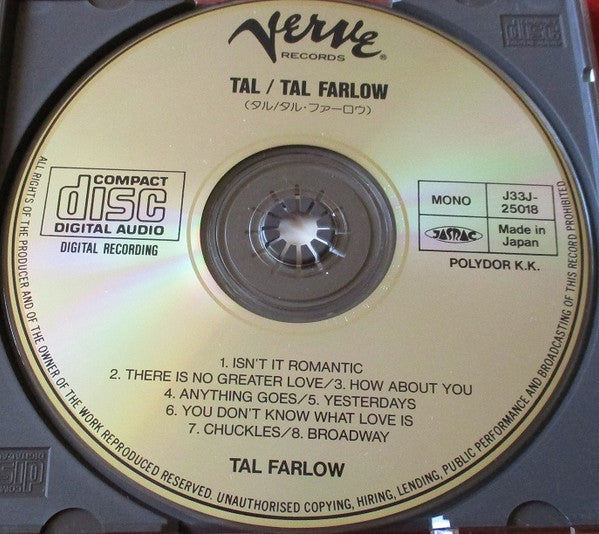 Verve
RECORDS ®
TAL / TAL FARLOW
(タル/タル・ファーロウ)
COMPACT
disc
DIGITAL AUDIO
DIGITAL RECORDING
MONO
J33J-
25018
JASRAC
Made in
Japan
POLYDOR K.K.
1. ISN'T IT ROMANTIC
2. THERE IS NO GREATER LOVE/3. HOW ABOUT YOU
4. ANYTHING GOES/5. YESTERDAYS
6. YOU DON'T KNOW WHAT LOVE IS
7. CHUCKLES/8. BROADWAY
TAL FARLOW
ALL RIGHTS OF THE PRODUCER AND OF THE OWNER OF THE WORK REPRODUCED RESERVED. UNAUTHORISED COPYING, HIRING, LENDING, PUBLIC PERFORMANCE AND BROADCASTING OF THIS RECORD PROHIBITED